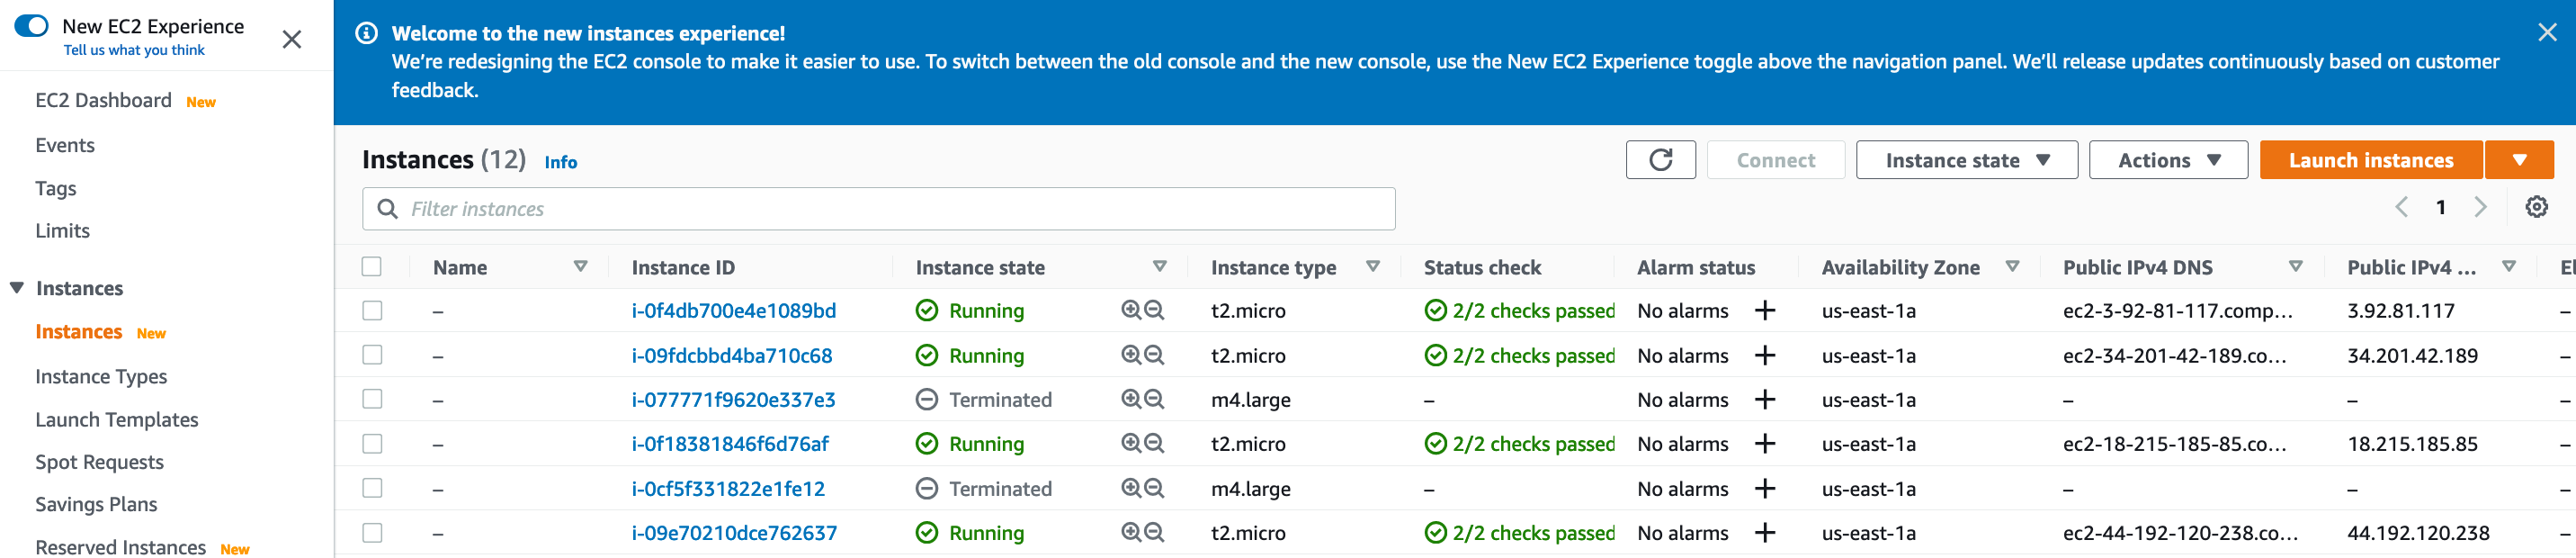 New EC2 Experience
Tell us what you think
EC2 Dashboard New
Events
Tags
Limits
Instances
Instances New
Instance Types
Launch Templates
Spot Requests
Savings Plans
Reserved Instances New
Welcome to the new instances experience!
We're redesigning the EC2 console to make it easier to use. To switch between the old console and the new console, use the New EC2 Experience toggle above the navigation panel. We'll release updates continuously based on customer
feedback.
Instances (12) Info
Connect Instance state Actions Launch instances
Filter instances
1
Name Instance ID Instance state Instance type Status check Alarm status Availability Zone Public IPv4 DNS Public IPv4 ... El
– i-0f4db700e4e1089bd Running t2.micro 2/2 checks passed No alarms + us-east-1a ec2-3-92-81-117.comp... 3.92.81.117 –
– i-09fdcbbd4ba710c68 Running t2.micro 2/2 checks passed No alarms + us-east-1a ec2-34-201-42-189.co... 34.201.42.189 –
– i-077771f9620e337e3 Terminated m4.large – No alarms + us-east-1a – – –
– i-0f18381846f6d76af Running t2.micro 2/2 checks passed No alarms + us-east-1a ec2-18-215-185-85.co... 18.215.185.85 –
– i-0cf5f331822e1fe12 Terminated m4.large – No alarms + us-east-1a – – –
– i-09e70210dce762637 Running t2.micro 2/2 checks passed No alarms + us-east-1a ec2-44-192-120-238.co... 44.192.120.238 –